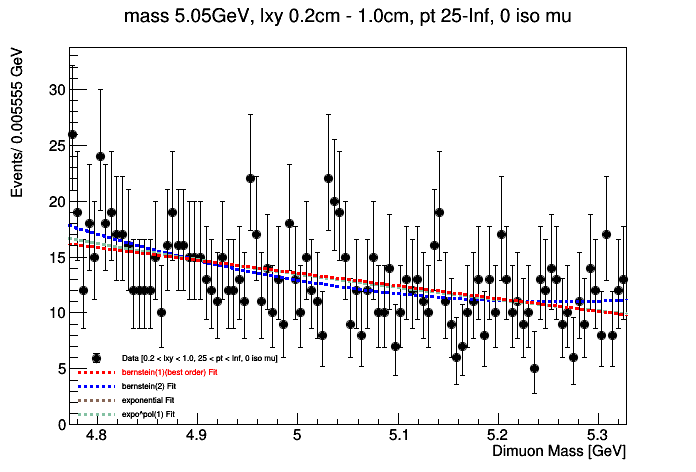 mass 5.05GeV, lxy 0.2cm - 1.0cm, pt 25-Inf, 0 iso mu
Events/ 0.005555 GeV
30
25
20
15
10
5
0
Data [0.2 < lxy < 1.0, 25 < pt < Inf, 0 iso mu]
bernstein(1)(best order) Fit
bernstein(2) Fit
exponential Fit
expo*pol(1) Fit
4.8 4.9 5 5.1 5.2 5.3
Dimuon Mass [GeV]